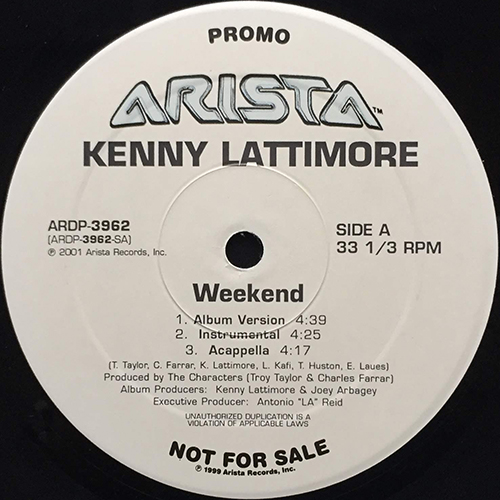 PROMO
ARISTA™
KENNY LATTIMORE
ARDP-3962
(ARDP-3962-SA)
℗ 2001 Arista Records, Inc.
SIDE A
33 1/3 RPM
Weekend
1. Album Version 4:39
2. Instrumental 4:25
3. Acappella 4:17
(T. Taylor, C. Farrar, K. Lattimore, L. Kafi, T. Huston, E. Laues)
Produced by The Characters (Troy Taylor & Charles Farrar)
Album Producers: Kenny Lattimore & Joey Arbagey
Executive Producer: Antonio "LA" Reid
UNAUTHORIZED DUPLICATION IS A
VIOLATION OF APPLICABLE LAWS
NOT FOR SALE
℗ 1999 Arista Records, Inc.